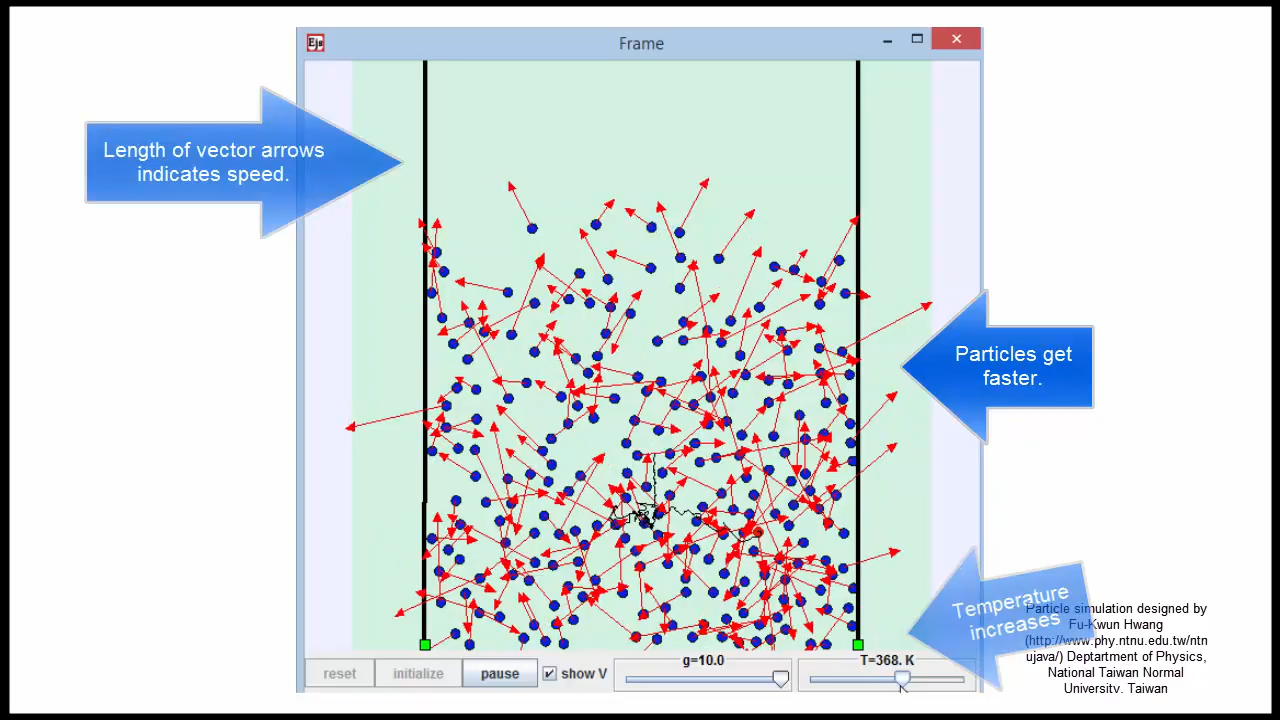 Ejs
Frame
Length of vector arrows
indicates speed.
Particles get
faster.
Temperature
increases
Particle simulation designed by
Fu-Kwun Hwang
(http://www.phy.ntnu.edu.tw/ntn
ujava/) Deptartment of Physics,
National Taiwan Normal
University, Taiwan
reset
initialize
pause
show V
g=10.0
T=368. K